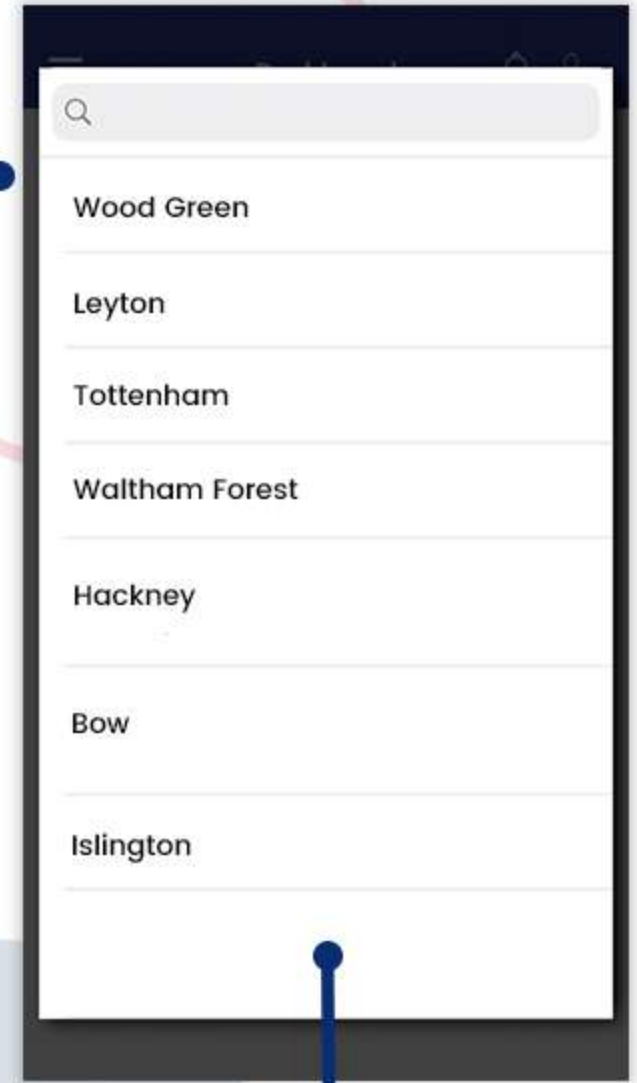 Wood Green
Leyton
Tottenham
Waltham Forest
Hackney
Bow
Islington